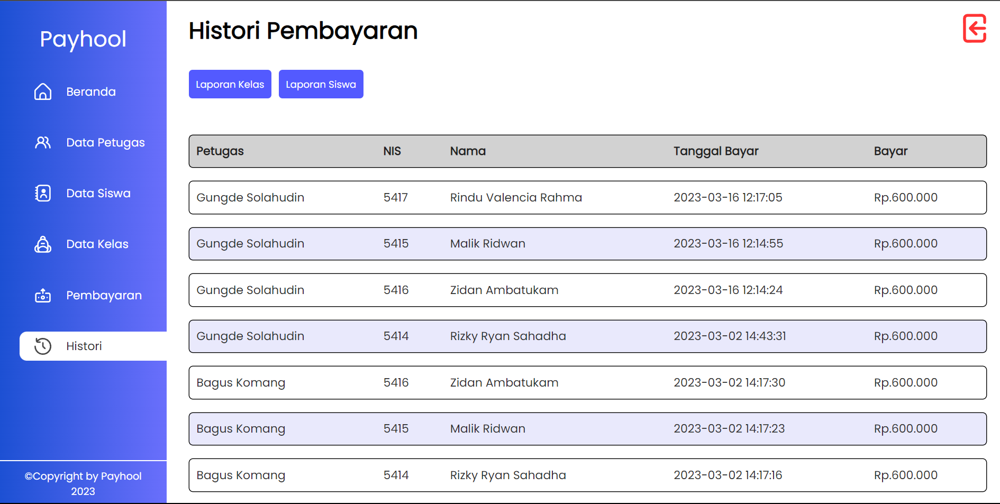 Payhool
Beranda
Data Petugas
Data Siswa
Data Kelas
Pembayaran
Histori
©Copyright by Payhool
2023
Histori Pembayaran
Laporan Kelas Laporan Siswa
Petugas NIS Nama Tanggal Bayar Bayar
Gungde Solahudin 5417 Rindu Valencia Rahma 2023-03-16 12:17:05 Rp.600.000
Gungde Solahudin 5415 Malik Ridwan 2023-03-16 12:14:55 Rp.600.000
Gungde Solahudin 5416 Zidan Ambatukam 2023-03-16 12:14:24 Rp.600.000
Gungde Solahudin 5414 Rizky Ryan Sahadha 2023-03-02 14:43:31 Rp.600.000
Bagus Komang 5416 Zidan Ambatukam 2023-03-02 14:17:30 Rp.600.000
Bagus Komang 5415 Malik Ridwan 2023-03-02 14:17:23 Rp.600.000
Bagus Komang 5414 Rizky Ryan Sahadha 2023-03-02 14:17:16 Rp.600.000